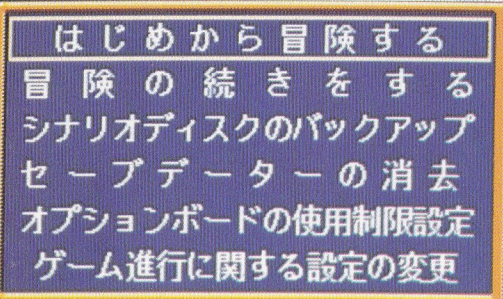 はじめから冒険する
冒険の続きをする
シナリオディスクのバックアップ
セーブデーターの消去
オプションボードの使用制限設定
ゲーム進行に関する設定の変更